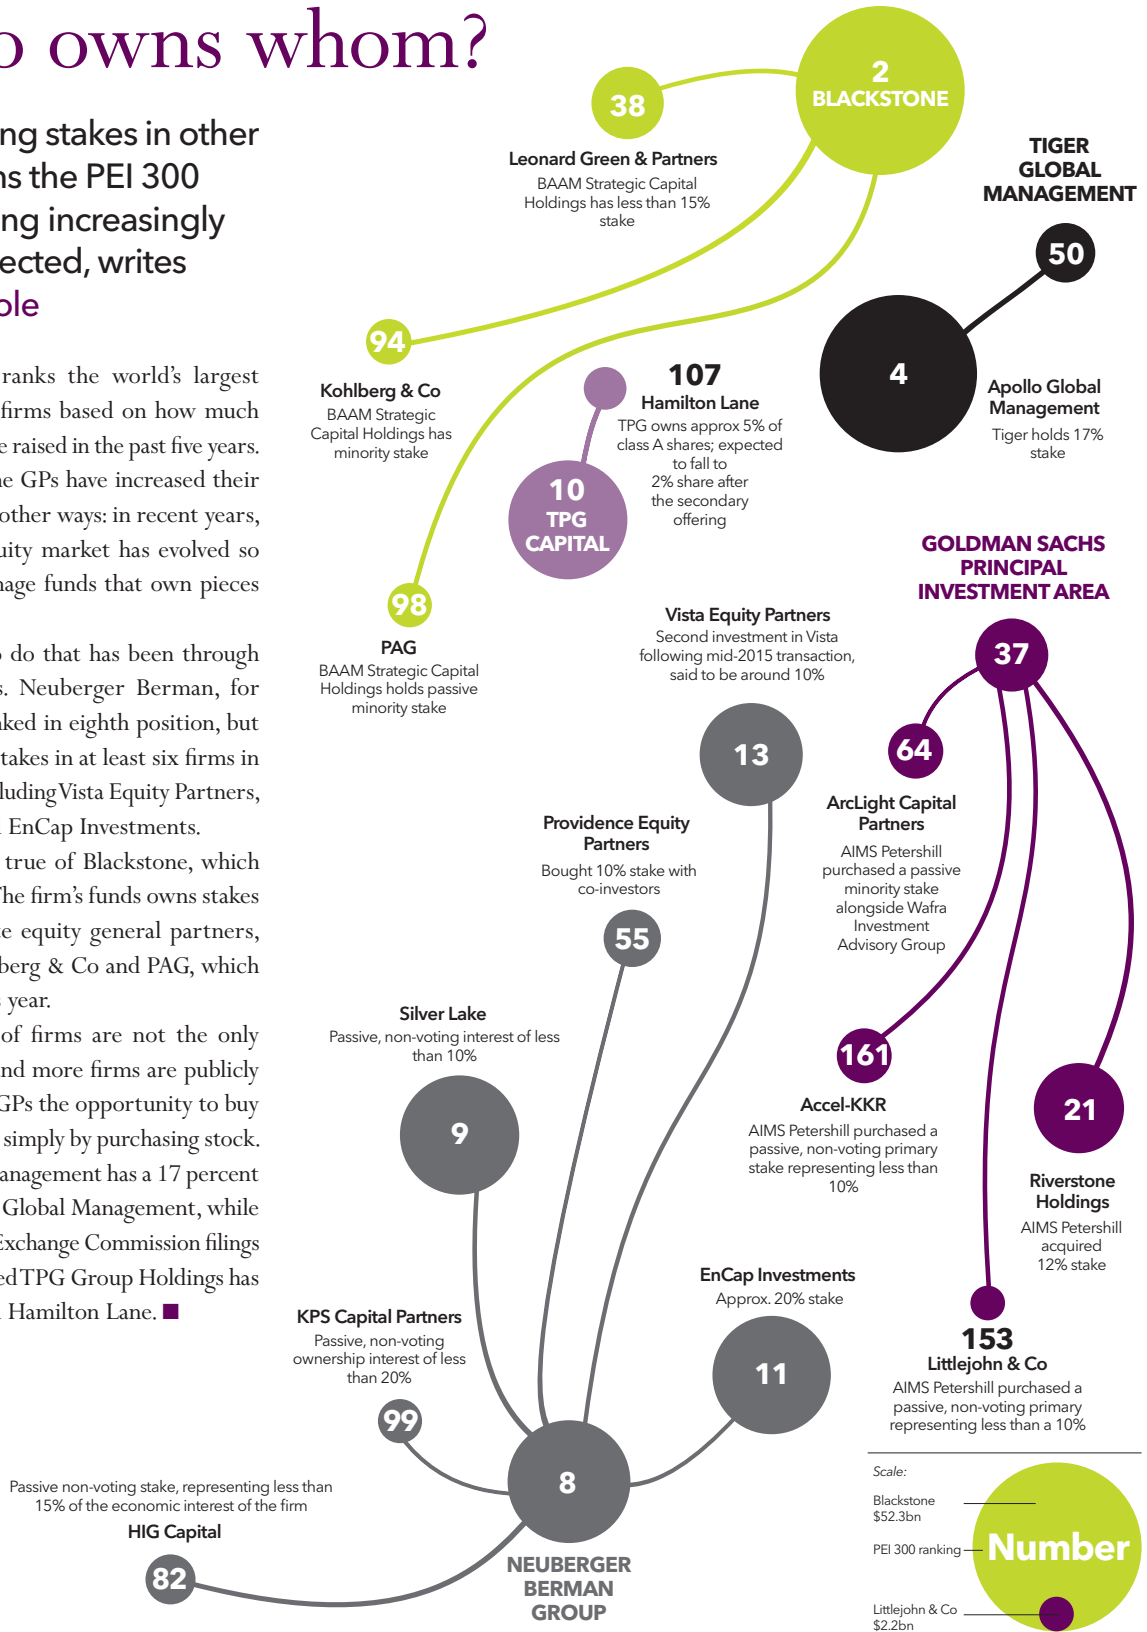 owns whom?
stakes in other
the PEI 300
increasingly
writes
ranks the world's largest
firms based on how much
raised in the past five years.
GPs have increased their
other ways: in recent years,
market has evolved so
funds that own pieces
do that has been through
Neuberger Berman, for
in eighth position, but
stakes in at least six firms in
Vista Equity Partners,
EnCap Investments.
true of Blackstone, which
The firm's funds owns stakes
equity general partners,
& Co and PAG, which
year.
of firms are not the only
and more firms are publicly
GPs the opportunity to buy
simply by purchasing stock.
has a 17 percent
Global Management, while
Exchange Commission filings
TPG Group Holdings has
Hamilton Lane. ■
2
BLACKSTONE
38
Leonard Green & Partners
BAAM Strategic Capital
Holdings has less than 15%
stake
94
Kohlberg & Co
BAAM Strategic
Capital Holdings has
minority stake
98
PAG
BAAM Strategic Capital
Holdings holds passive
minority stake
TIGER
GLOBAL
MANAGEMENT
50
4
Apollo Global
Management
Tiger holds 17%
stake
107
Hamilton Lane
TPG owns approx 5% of
class A shares; expected
to fall to
2% share after
the secondary
offering
10
TPG
CAPITAL
GOLDMAN SACHS
PRINCIPAL
INVESTMENT AREA
37
64
ArcLight Capital
Partners
AIMS Petershill
purchased a passive
minority stake
alongside Wafra
Investment
Advisory Group
161
Accel-KKR
AIMS Petershill purchased a
passive, non-voting primary
stake representing less than
10%
21
Riverstone
Holdings
AIMS Petershill
acquired
12% stake
153
Littlejohn & Co
AIMS Petershill purchased a
passive, non-voting primary
representing less than a 10%
Vista Equity Partners
Second investment in Vista
following mid-2015 transaction,
said to be around 10%
13
Providence Equity
Partners
Bought 10% stake with
co-investors
55
Silver Lake
Passive, non-voting interest of less
than 10%
9
EnCap Investments
Approx. 20% stake
11
KPS Capital Partners
Passive, non-voting
ownership interest of less
than 20%
99
Passive non-voting stake, representing less than
15% of the economic interest of the firm
HIG Capital
82
8
NEUBERGER
BERMAN
GROUP
Scale:
Blackstone
$52.3bn
PEI 300 ranking
Number
Littlejohn & Co
$2.2bn